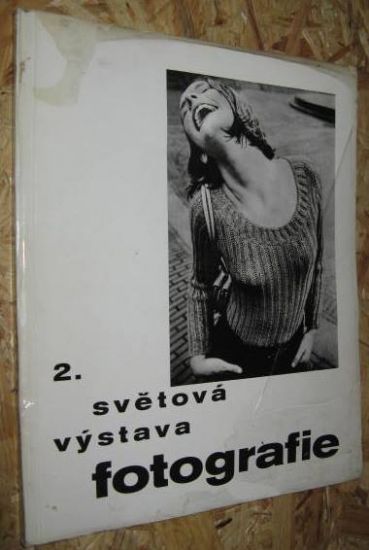 2.
světová
výstava
fotografie